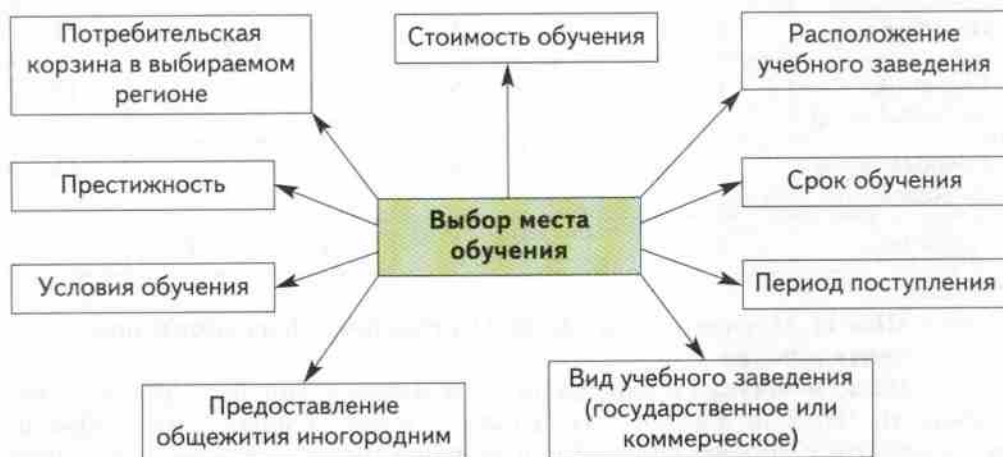 Потребительская
корзина в выбираемом
регионе
Стоимость обучения
Расположение
учебного заведения
Престижность
Выбор места
обучения
Срок обучения
Условия обучения
Период поступления
Предоставление
общежития иногородним
Вид учебного заведения
(государственное или
коммерческое)